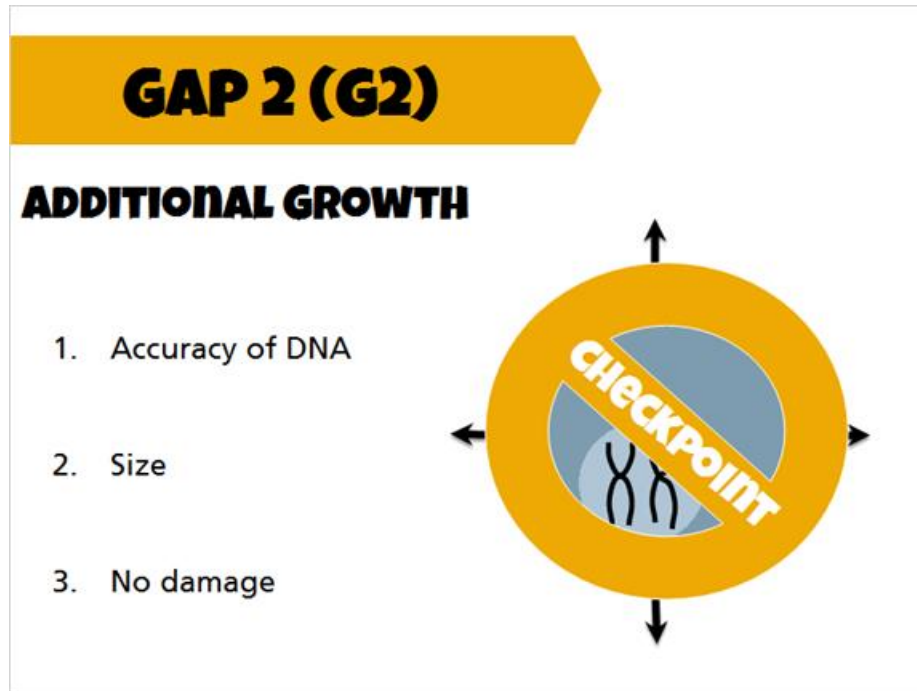 GAP 2 (G2)
ADDITIONAL GROWTH
1. Accuracy of DNA
2. Size
3. No damage
CHECKPOINT